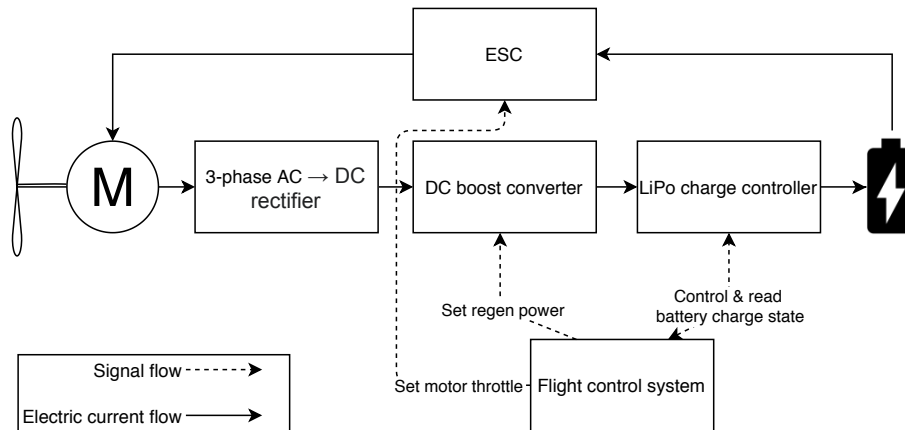 ESC
M
3-phase AC → DC
rectifier
DC boost converter
LiPo charge controller
Set regen power
Control & read
battery charge state
Signal flow
Set motor throttle
Flight control system
Electric current flow